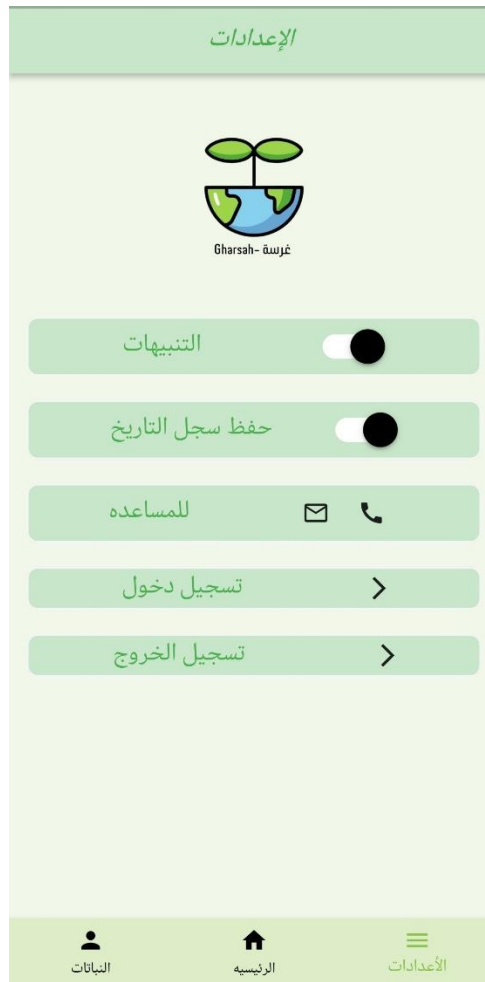 الإعدادات
غرسة -Gharsah
التنبيهات
حفظ سجل التاريخ
للمساعده
تسجيل دخول
تسجيل الخروج
الأعدادات
الرئيسيه
النباتات